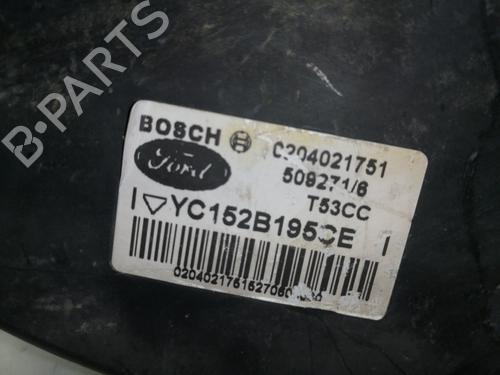 BOSCH 0204021751
Ford 509271/6
T53CC
YC152B195CE
B-PARTS